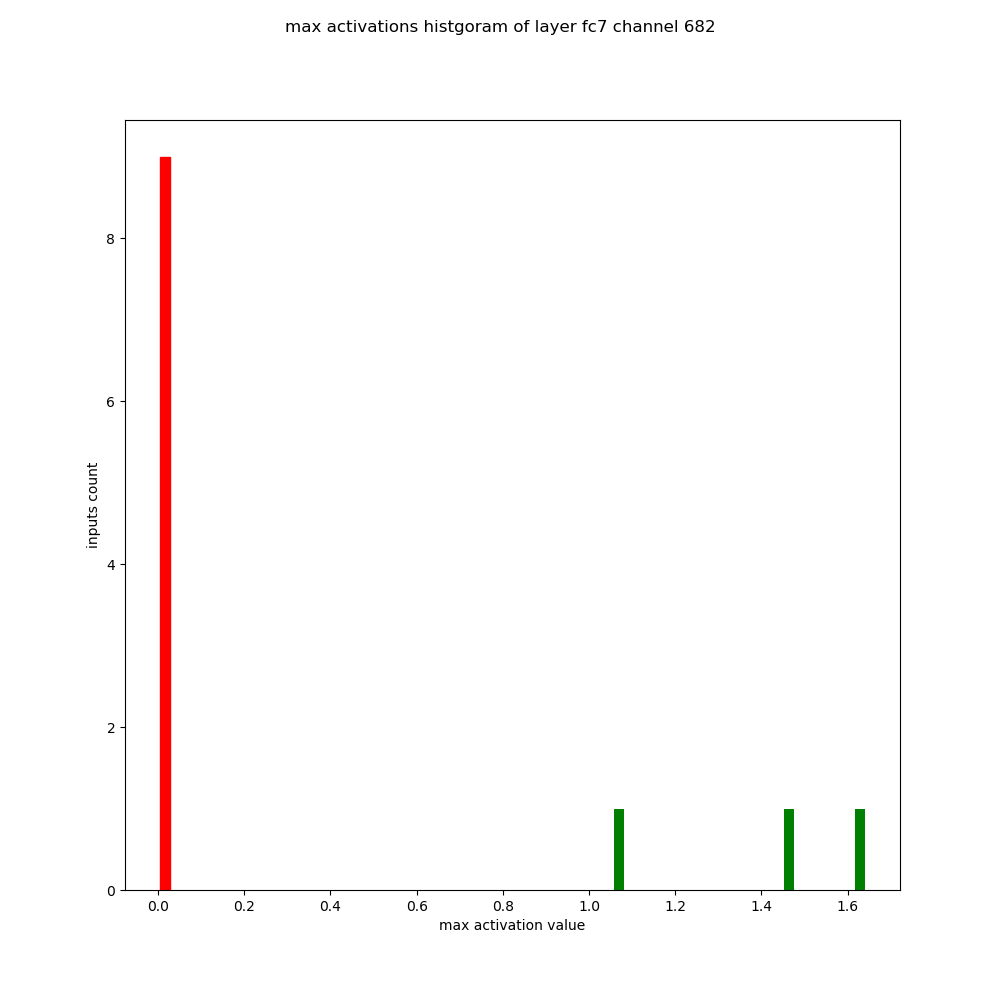 max activations histgoram of layer fc7 channel 682
8
6
4
2
0
inputs count
0.0 0.2 0.4 0.6 0.8 1.0 1.2 1.4 1.6
max activation value